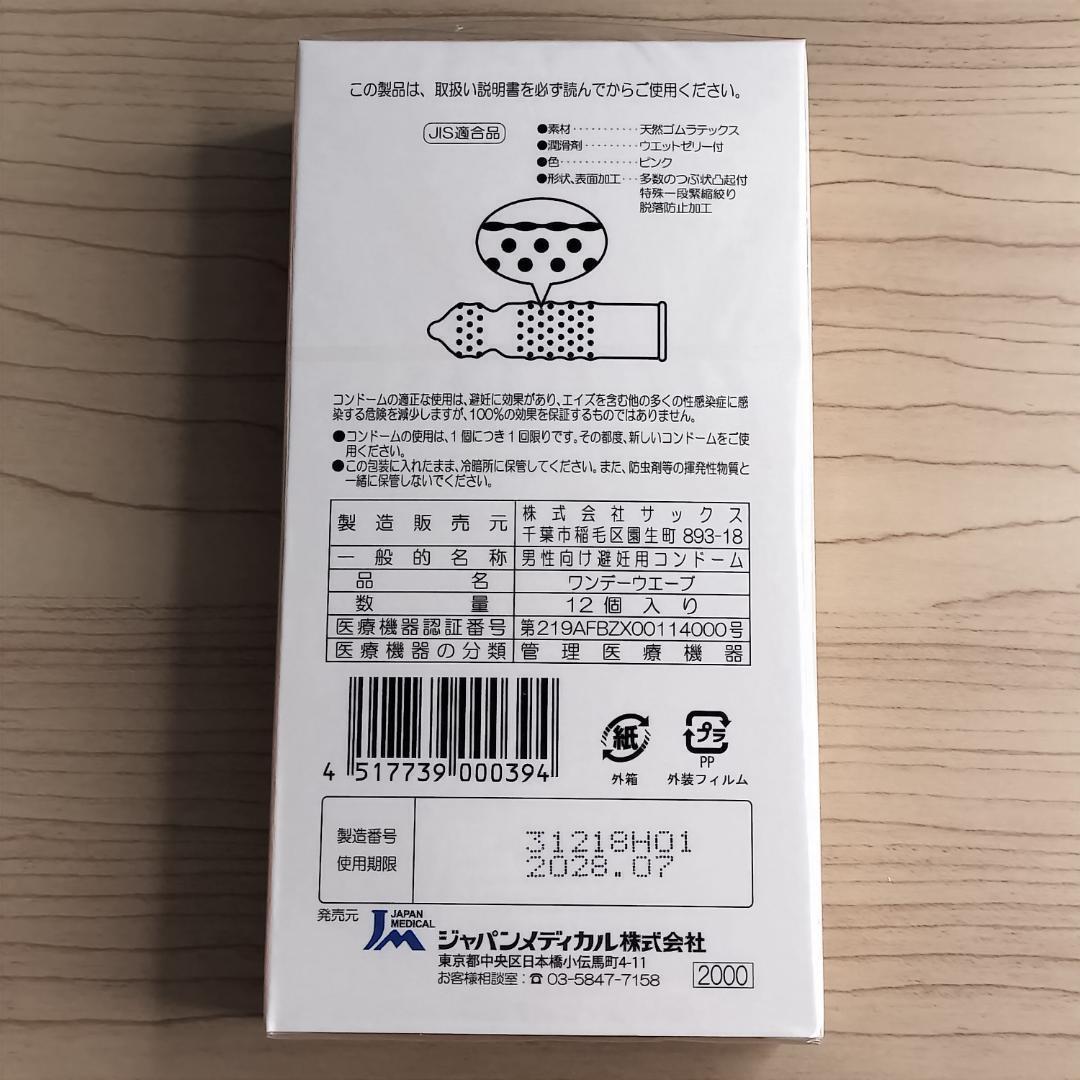 この製品は、取扱い説明書を必ず読んでからご使用ください。
JIS適合品
●素材・・・・・・・・・・・天然ゴムラテックス
●潤滑剤・・・・・・・・・ウエットゼリー付
●色・・・・・・・・・・・・・ピンク
●形状、表面加工・・・多数のつぶ状凸起付
特殊一段緊縮絞り
脱落防止加工
コンドームの適正な使用は、避妊に効果があり、エイズを含む他の多くの性感染症に感
染する危険を減少しますが、100%の効果を保証するものではありません。
●コンドームの使用は、1個につき1回限りです。その都度、新しいコンドームをご使
用ください。
●この包装に入れたまま、冷暗所に保管してください。また、防虫剤等の揮発性物質と
一緒に保管しないでください。
製造販売元 株式会社サックス
千葉市稲毛区園生町893-18
一般的名称 男性向け避妊用コンドーム
品名 ワンデーウエーブ
数量 12個入り
医療機器認証番号 第219AFBZX00114000号
医療機器の分類 管理医療機器
4 517739 000394
紙 プラ
PP
外箱 外装フィルム
製造番号 31218H01
使用期限 2028.07
発売元 JAPAN MEDICAL JM ジャパンメディカル株式会社
東京都中央区日本橋小伝馬町4-11
お客様相談室：☎03-5847-7158 2000